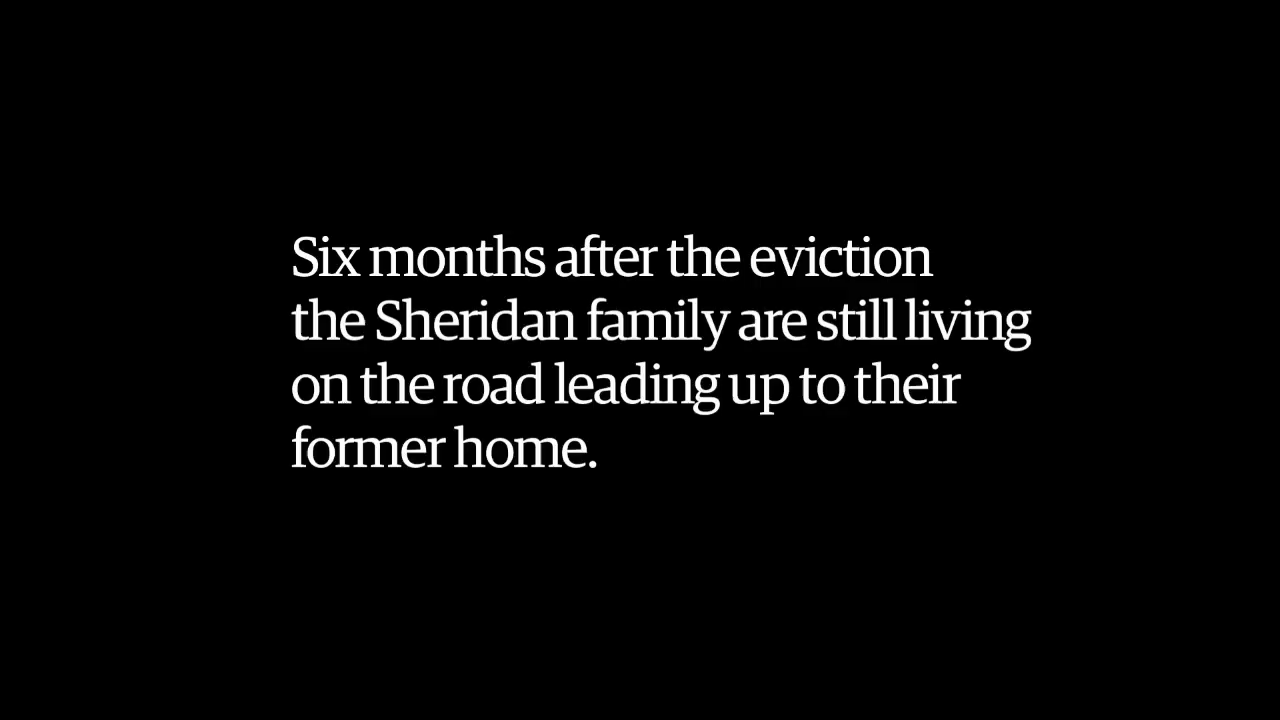 Six months after the eviction
the Sheridan family are still living
on the road leading up to their
former home.